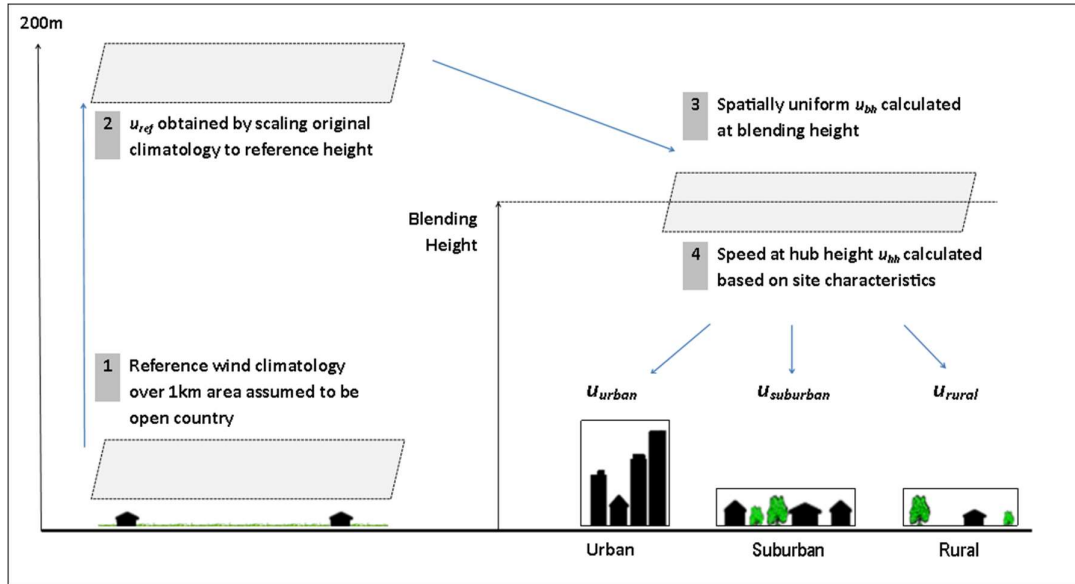 200m
2 u_ref obtained by scaling original
climatology to reference height
3 Spatially uniform u_bh calculated
at blending height
Blending
Height
4 Speed at hub height u_hh calculated
based on site characteristics
1 Reference wind climatology
over 1km area assumed to be
open country
u_urban
u_suburban
u_rural
Urban
Suburban
Rural